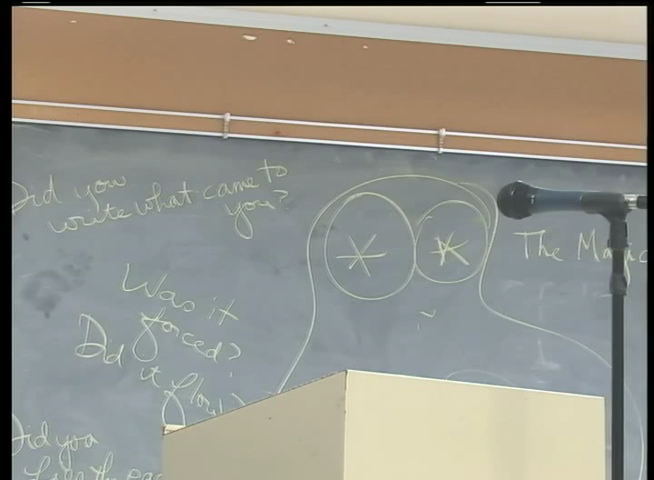 Did you
write what came to
you?
Was it
forced?
Did
it flow?
The Magic
Did you